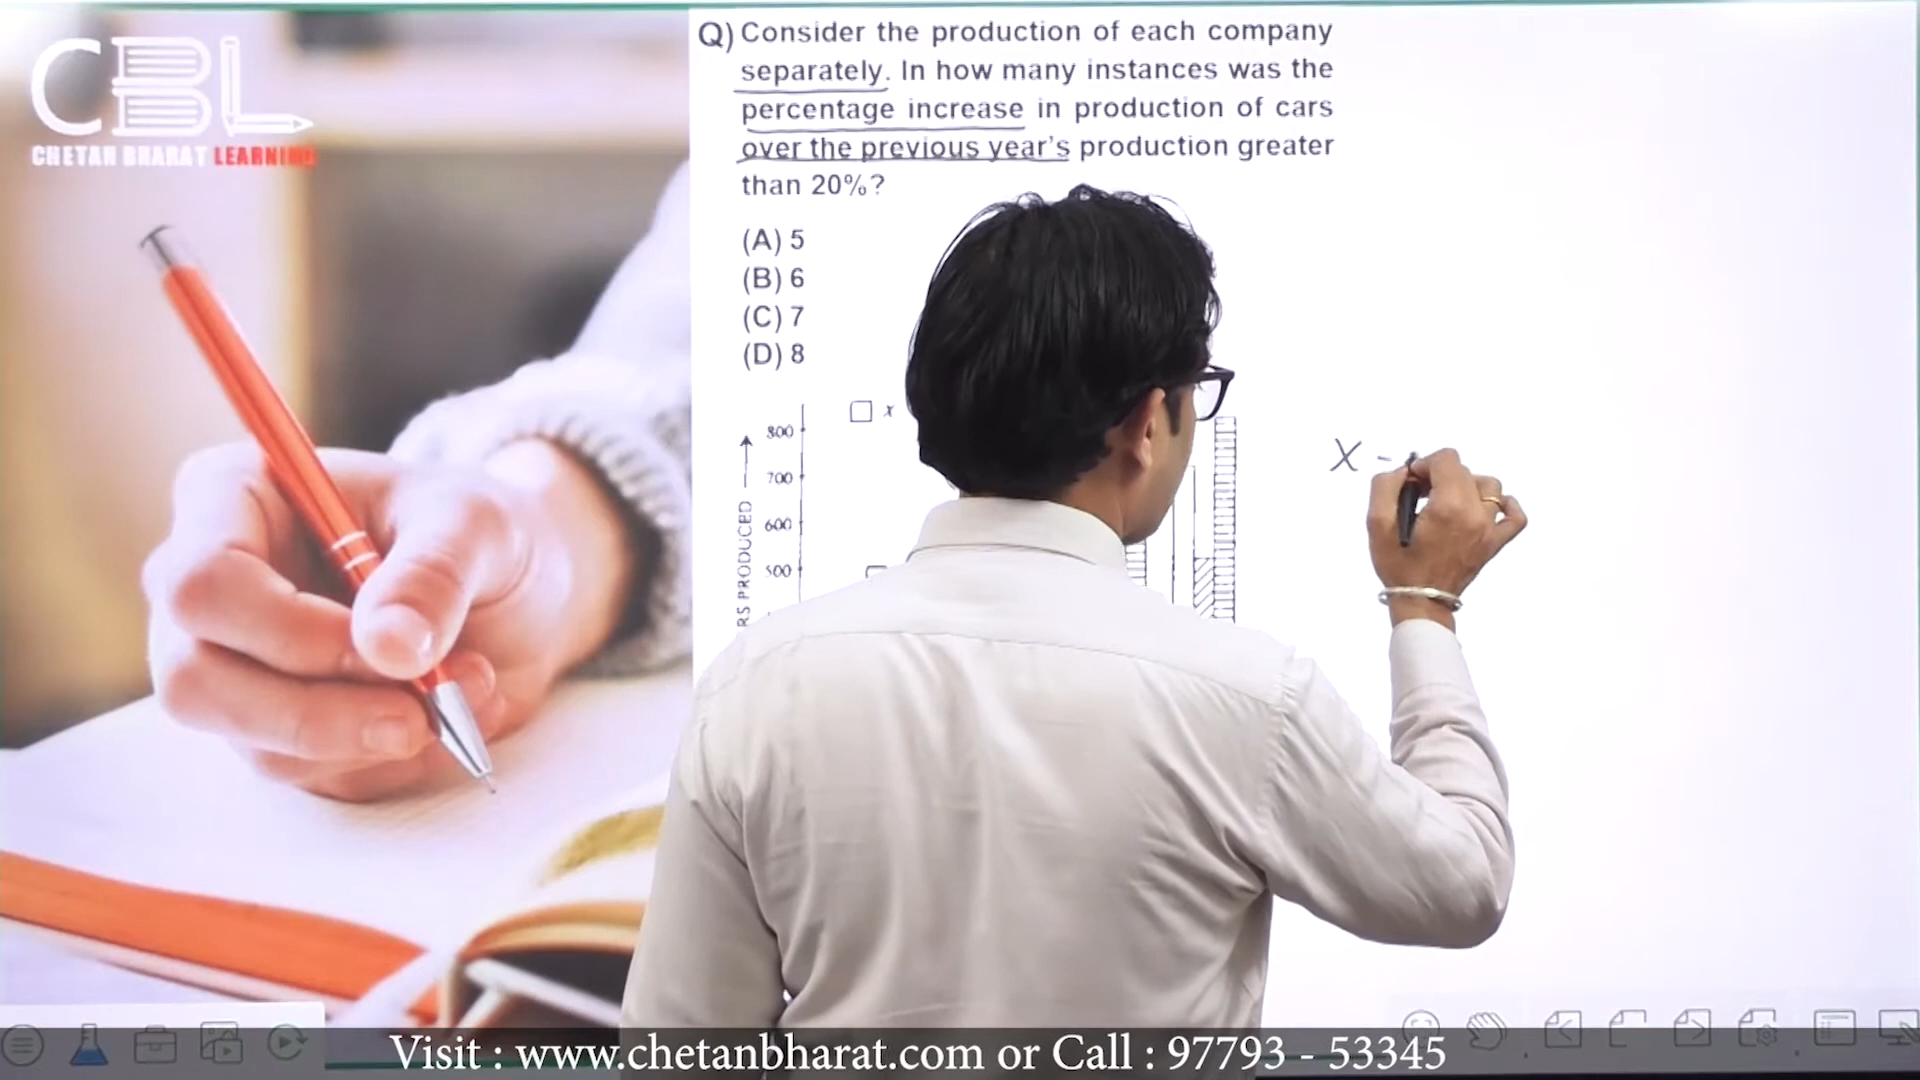 CBL
CHETAN BHARAT LEARNING
Q) Consider the production of each company
separately. In how many instances was the
percentage increase in production of cars
over the previous year's production greater
than 20%?
(A) 5
(B) 6
(C) 7
(D) 8
x
800
700
600
500
RS PRODUCED
X -
Visit : www.chetanbharat.com or Call : 97793 - 53345